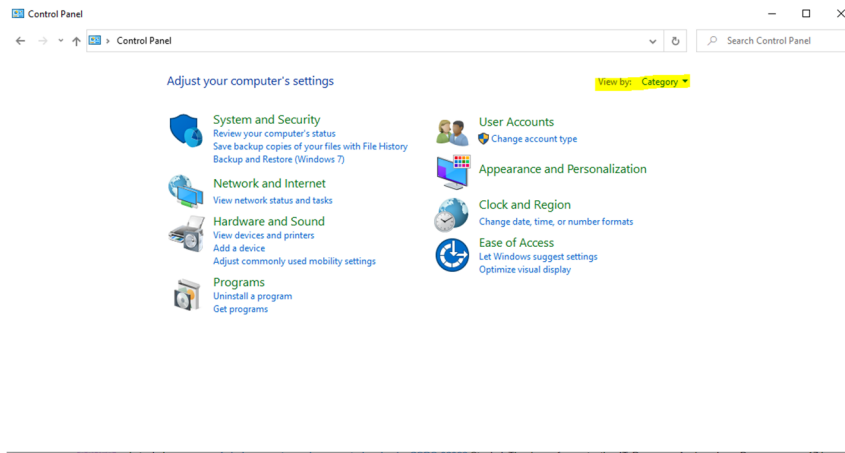 Control Panel
Control Panel
Search Control Panel
Adjust your computer's settings
View by: Category
System and Security
Review your computer's status
Save backup copies of your files with File History
Backup and Restore (Windows 7)
Network and Internet
View network status and tasks
Hardware and Sound
View devices and printers
Add a device
Adjust commonly used mobility settings
Programs
Uninstall a program
Get programs
User Accounts
Change account type
Appearance and Personalization
Clock and Region
Change date, time, or number formats
Ease of Access
Let Windows suggest settings
Optimize visual display